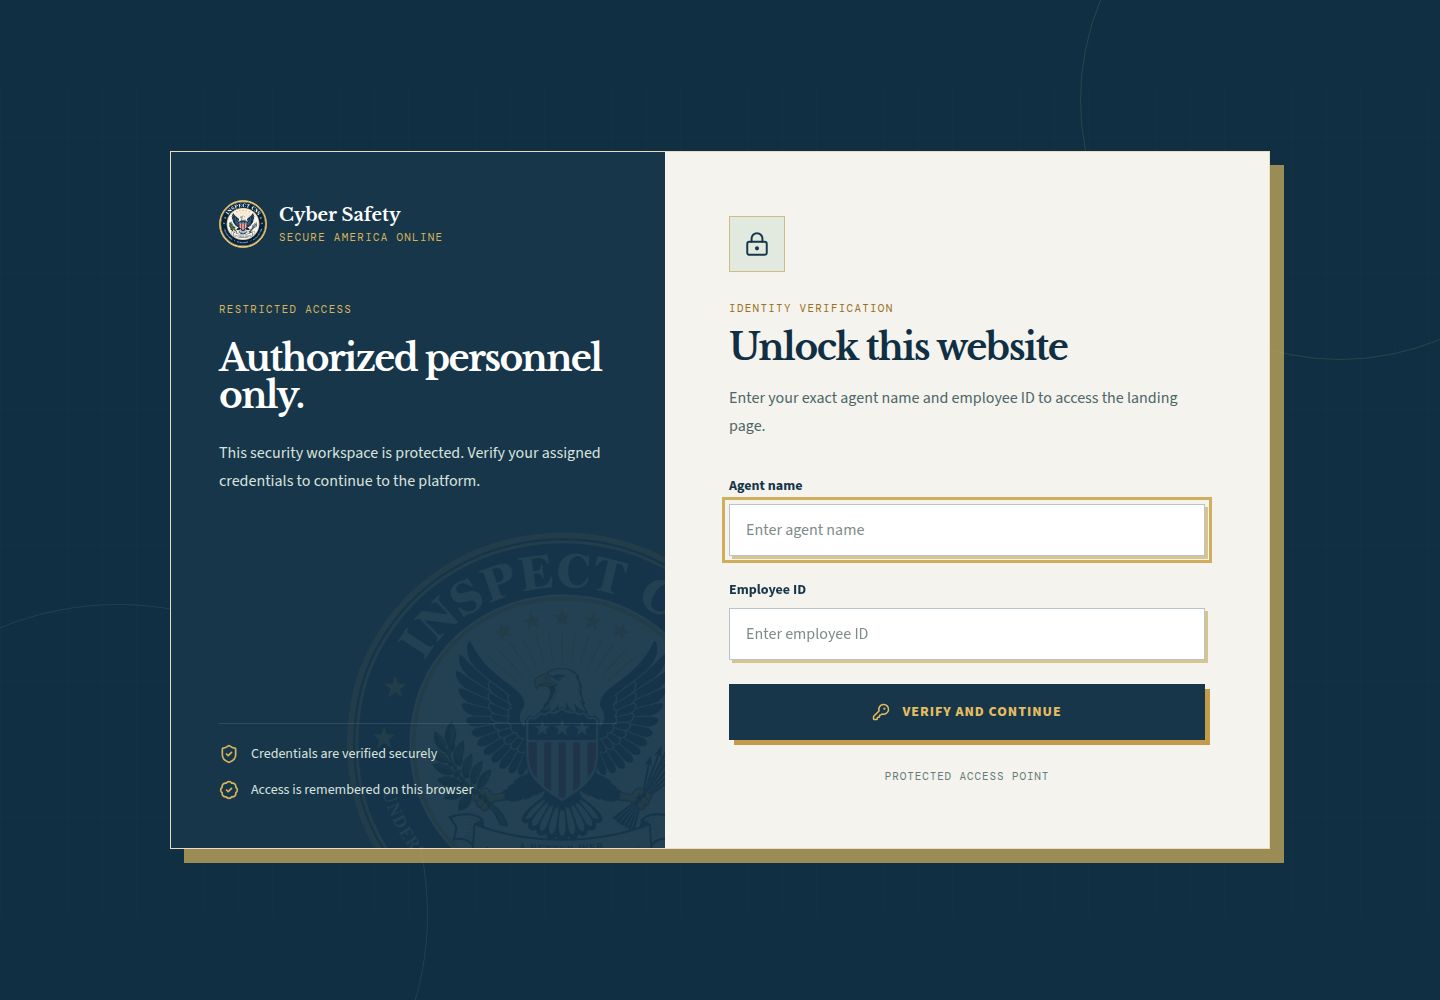 Cyber Safety
SECURE AMERICA ONLINE
RESTRICTED ACCESS
Authorized personnel
only.
This security workspace is protected. Verify your assigned
credentials to continue to the platform.
INSPECT
UNDER
Credentials are verified securely
Access is remembered on this browser
IDENTITY VERIFICATION
Unlock this website
Enter your exact agent name and employee ID to access the landing
page.
Agent name
Enter agent name
Employee ID
Enter employee ID
VERIFY AND CONTINUE
PROTECTED ACCESS POINT